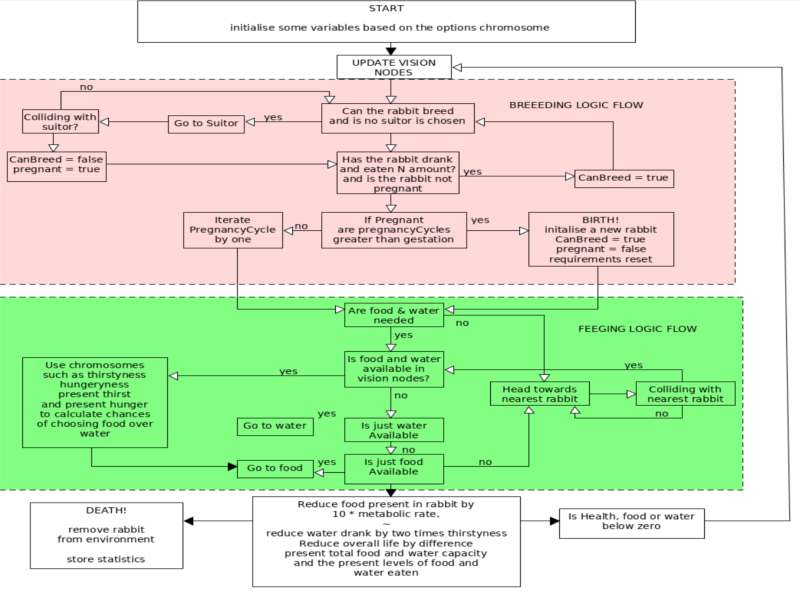 START
initialise some variables based on the options chromosome
UPDATE VISION
NODES
BREEEDING LOGIC FLOW
no
Colliding with
suitor?
Go to Suitor
yes
Can the rabbit breed
and is no suitor is chosen
CanBreed = false
pregnant = true
Has the rabbit drank
and eaten N amount?
and is the rabbit not
pregnant
yes
CanBreed = true
Iterate
PregnancyCycle
by one
no
If Pregnant
are pregnancyCycles
greater than gestation
yes
BIRTH!
initalise a new rabbit
CanBreed = true
pregnant = false
requirements reset
Are food & water
needed
no
yes
FEEGING LOGIC FLOW
Use chromosomes
such as thirstyness
hungeryness
present thirst
and present hunger
to calculate chances
of choosing food over
water
yes
Is food and water
available in
vision nodes?
yes
no
Head towards
nearest rabbit
Colliding with
nearest rabbit
no
Go to water
yes
Is just water
Available
no
Go to food
yes
Is just food
Available
no
DEATH!
remove rabbit
from environment
store statistics
Reduce food present in rabbit by
10 * metabolic rate,
~
reduce water drank by two times thirstyness
Reduce overall life by difference
present total food and water capacity
and the present levels of food and
water eaten
Is Health, food or water
below zero